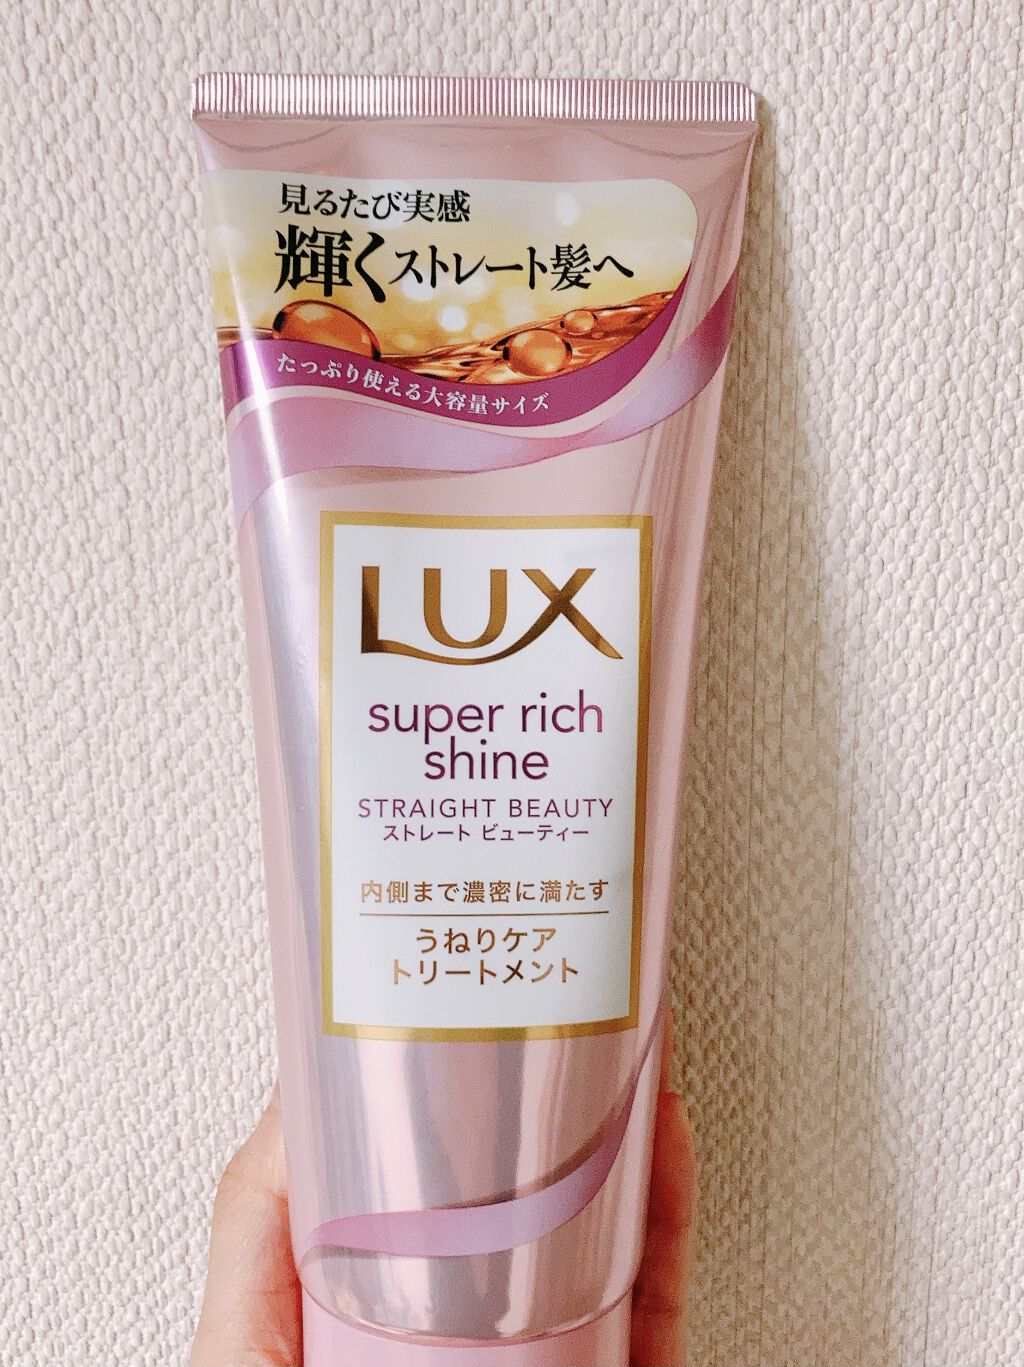 見るたび実感
輝くストレート髪へ
たっぷり使える大容量サイズ
LUX
super rich
shine
STRAIGHT BEAUTY
ストレート ビューティー
内側まで濃密に満たす
うねりケア
トリートメント